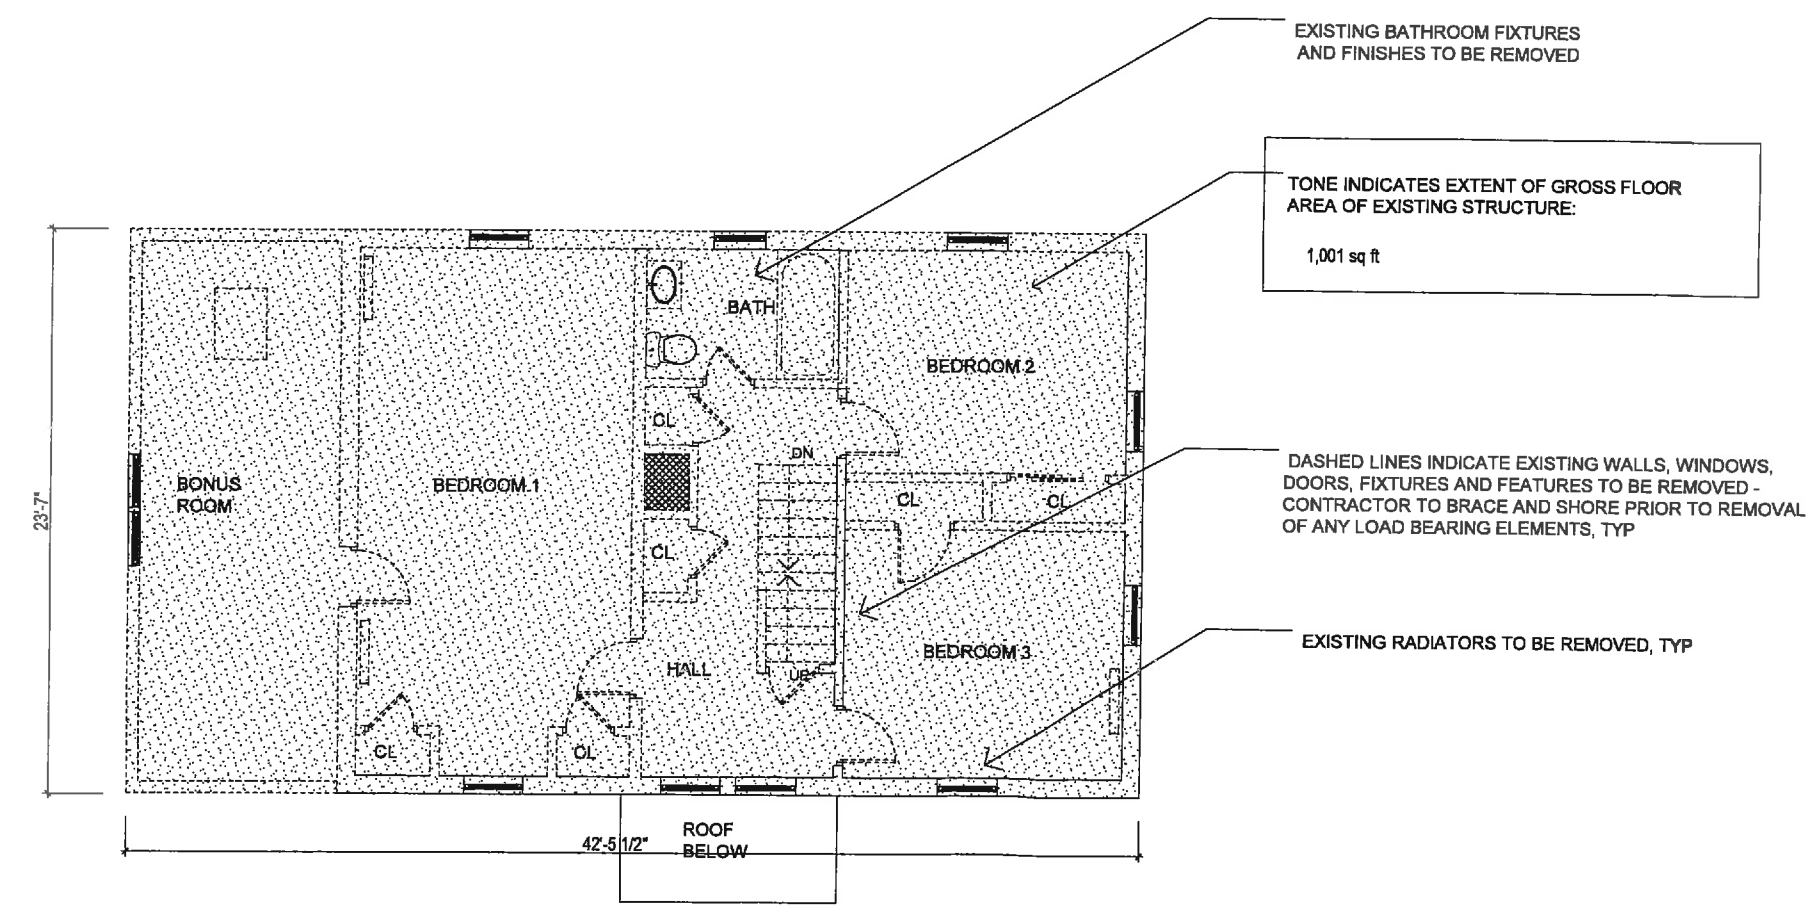 EXISTING BATHROOM FIXTURES
AND FINISHES TO BE REMOVED
TONE INDICATES EXTENT OF GROSS FLOOR
AREA OF EXISTING STRUCTURE:
1,001 sq ft
BATH
BEDROOM 2
CL
DN
DASHED LINES INDICATE EXISTING WALLS, WINDOWS,
DOORS, FIXTURES AND FEATURES TO BE REMOVED -
CONTRACTOR TO BRACE AND SHORE PRIOR TO REMOVAL
OF ANY LOAD BEARING ELEMENTS, TYP
23'-7"
BONUS
ROOM
BEDROOM 1
CL
CL
CL
EXISTING RADIATORS TO BE REMOVED, TYP
HALL
UP
BEDROOM 3
CL
CL
ROOF
BELOW
42'-5 1/2"